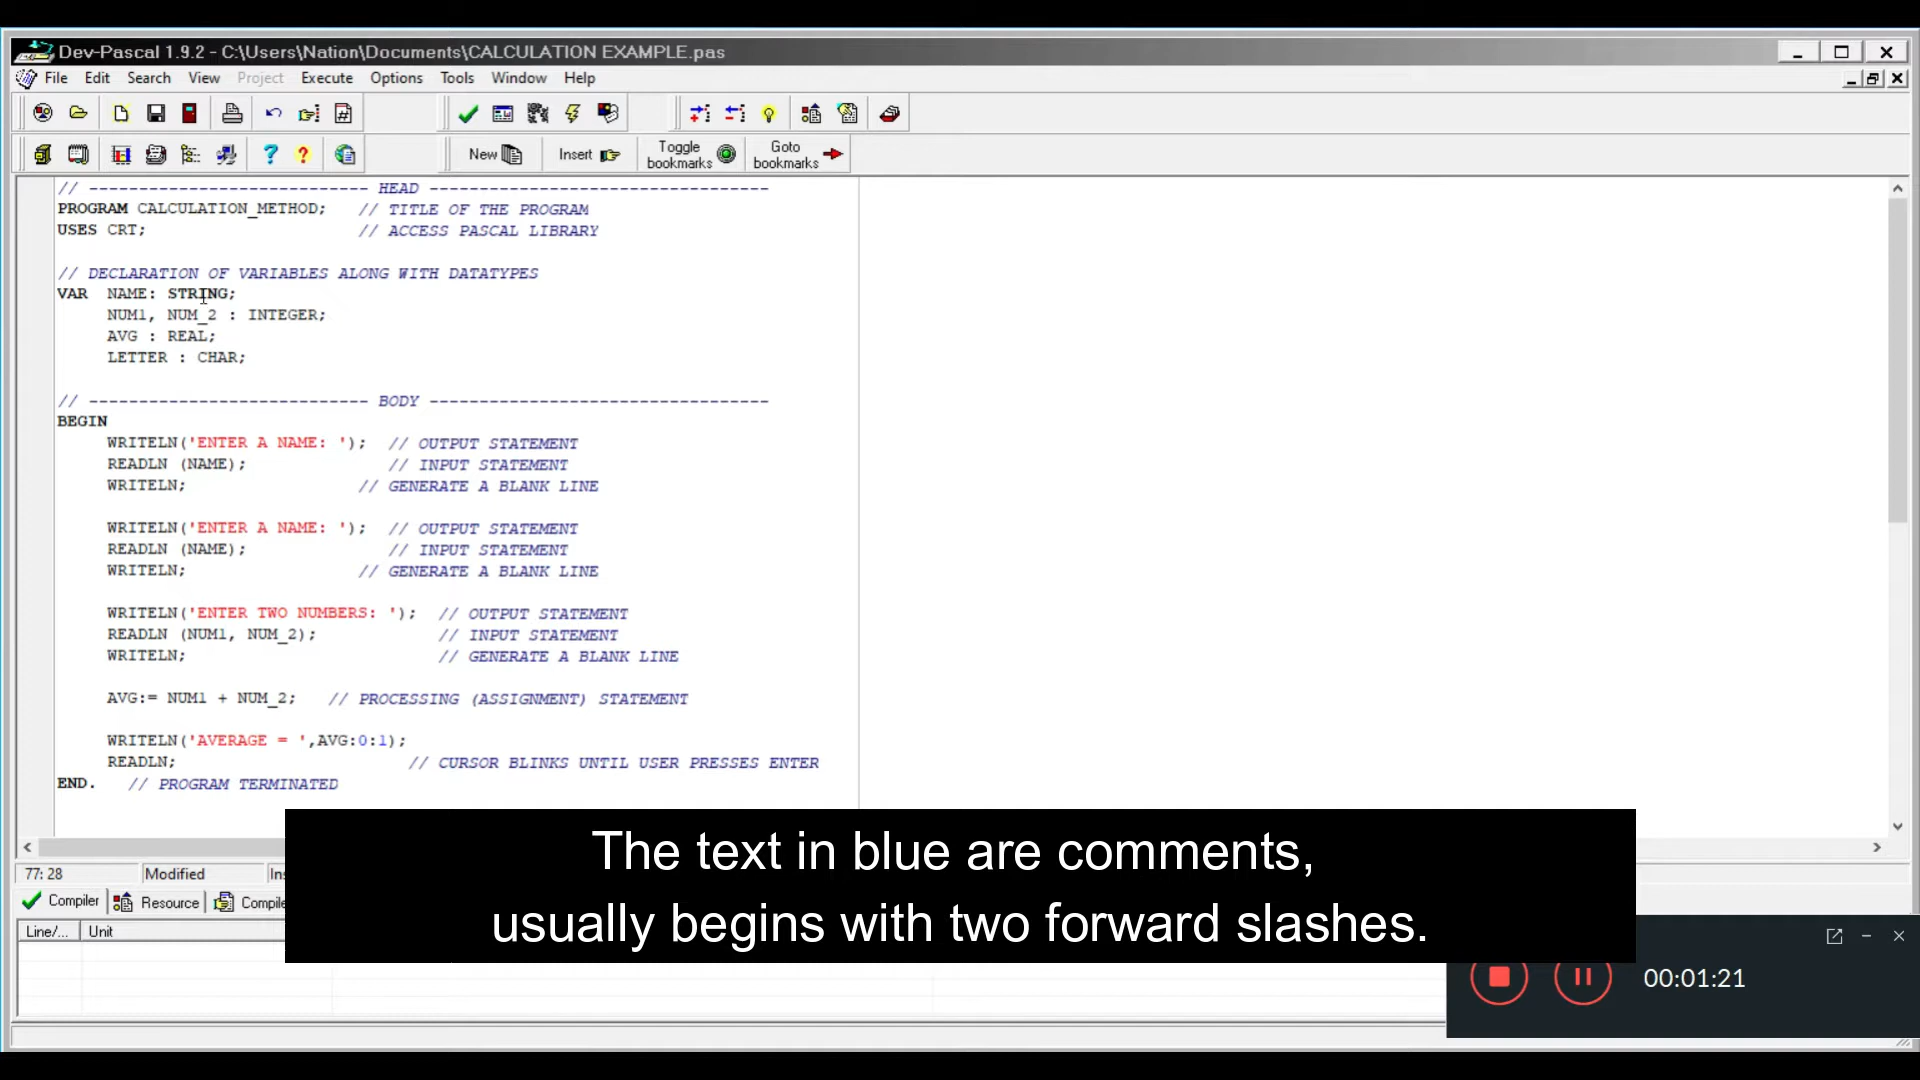 Dev-Pascal 1.9.2 - C:\Users\Nation\Documents\CALCULATION EXAMPLE.pas
File Edit Search View Project Execute Options Tools Window Help
New Insert Toggle bookmarks Goto bookmarks
// ---------------------------- HEAD ----------------------------------
PROGRAM CALCULATION_METHOD; // TITLE OF THE PROGRAM
USES CRT; // ACCESS PASCAL LIBRARY
// DECLARATION OF VARIABLES ALONG WITH DATATYPES
VAR NAME: STRING;
NUM1, NUM_2 : INTEGER;
AVG : REAL;
LETTER : CHAR;
// ---------------------------- BODY ----------------------------------
BEGIN
WRITELN('ENTER A NAME: '); // OUTPUT STATEMENT
READLN (NAME); // INPUT STATEMENT
WRITELN; // GENERATE A BLANK LINE
WRITELN('ENTER A NAME: '); // OUTPUT STATEMENT
READLN (NAME); // INPUT STATEMENT
WRITELN; // GENERATE A BLANK LINE
WRITELN('ENTER TWO NUMBERS: '); // OUTPUT STATEMENT
READLN (NUM1, NUM_2); // INPUT STATEMENT
WRITELN; // GENERATE A BLANK LINE
AVG:= NUM1 + NUM_2; // PROCESSING (ASSIGNMENT) STATEMENT
WRITELN('AVERAGE = ',AVG:0:1);
READLN; // CURSOR BLINKS UNTIL USER PRESSES ENTER
END. // PROGRAM TERMINATED
The text in blue are comments,
usually begins with two forward slashes.
77: 28 Modified Ins
Compiler Resource Compile
Line/... Unit
00:01:21